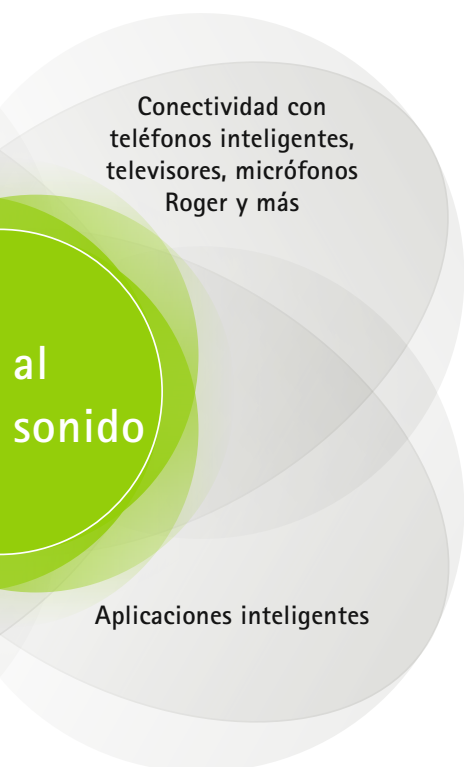 Conectividad con
teléfonos inteligentes,
televisores, micrófonos
Roger y más
al
sonido
Aplicaciones inteligentes